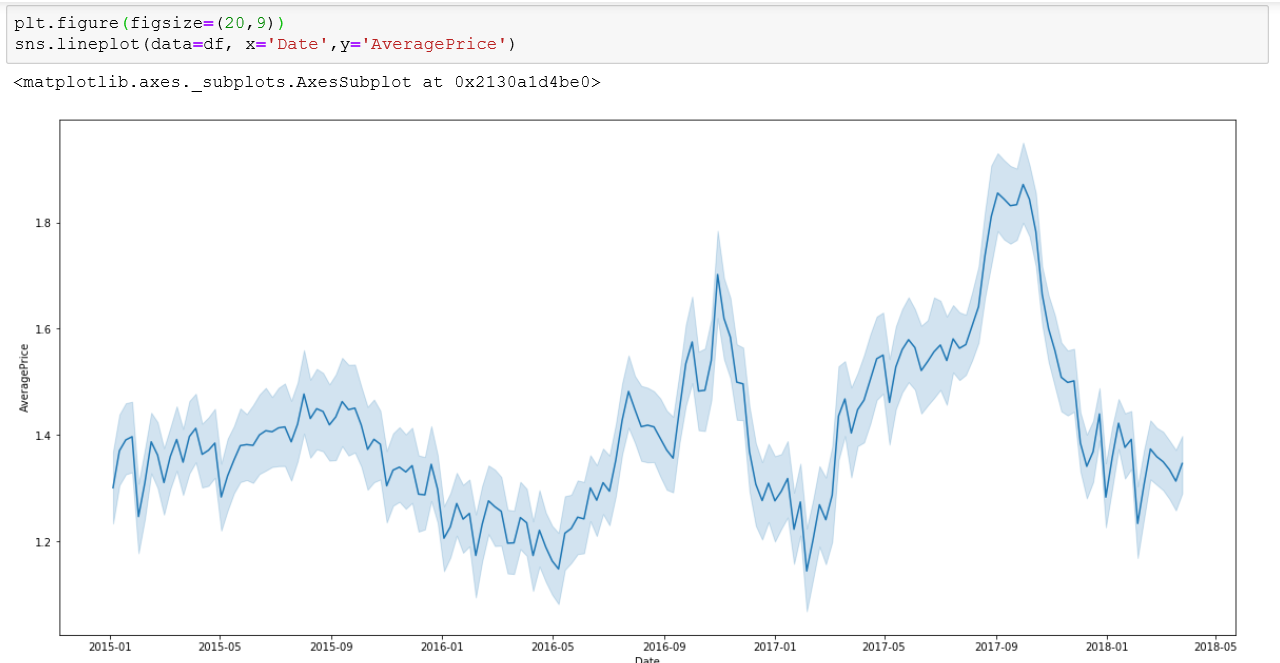 plt.figure(figsize=(20,9))
sns.lineplot(data=df, x='Date',y='AveragePrice')
<matplotlib.axes._subplots.AxesSubplot at 0x2130a1d4be0>
1.8
1.6
1.4
1.2
AveragePrice
2015-01 2015-05 2015-09 2016-01 2016-05 2016-09 2017-01 2017-05 2017-09 2018-01 2018-05
Date